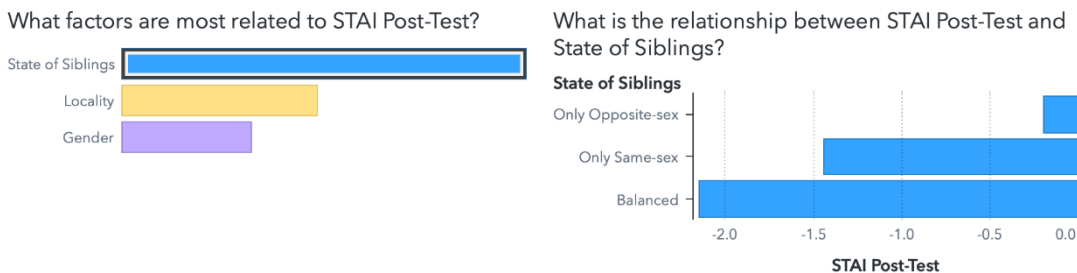 What factors are most related to STAI Post-Test?
State of Siblings
Locality
Gender
What is the relationship between STAI Post-Test and
State of Siblings?
State of Siblings
Only Opposite-sex
Only Same-sex
Balanced
-2.0 -1.5 -1.0 -0.5 0.0
STAI Post-Test